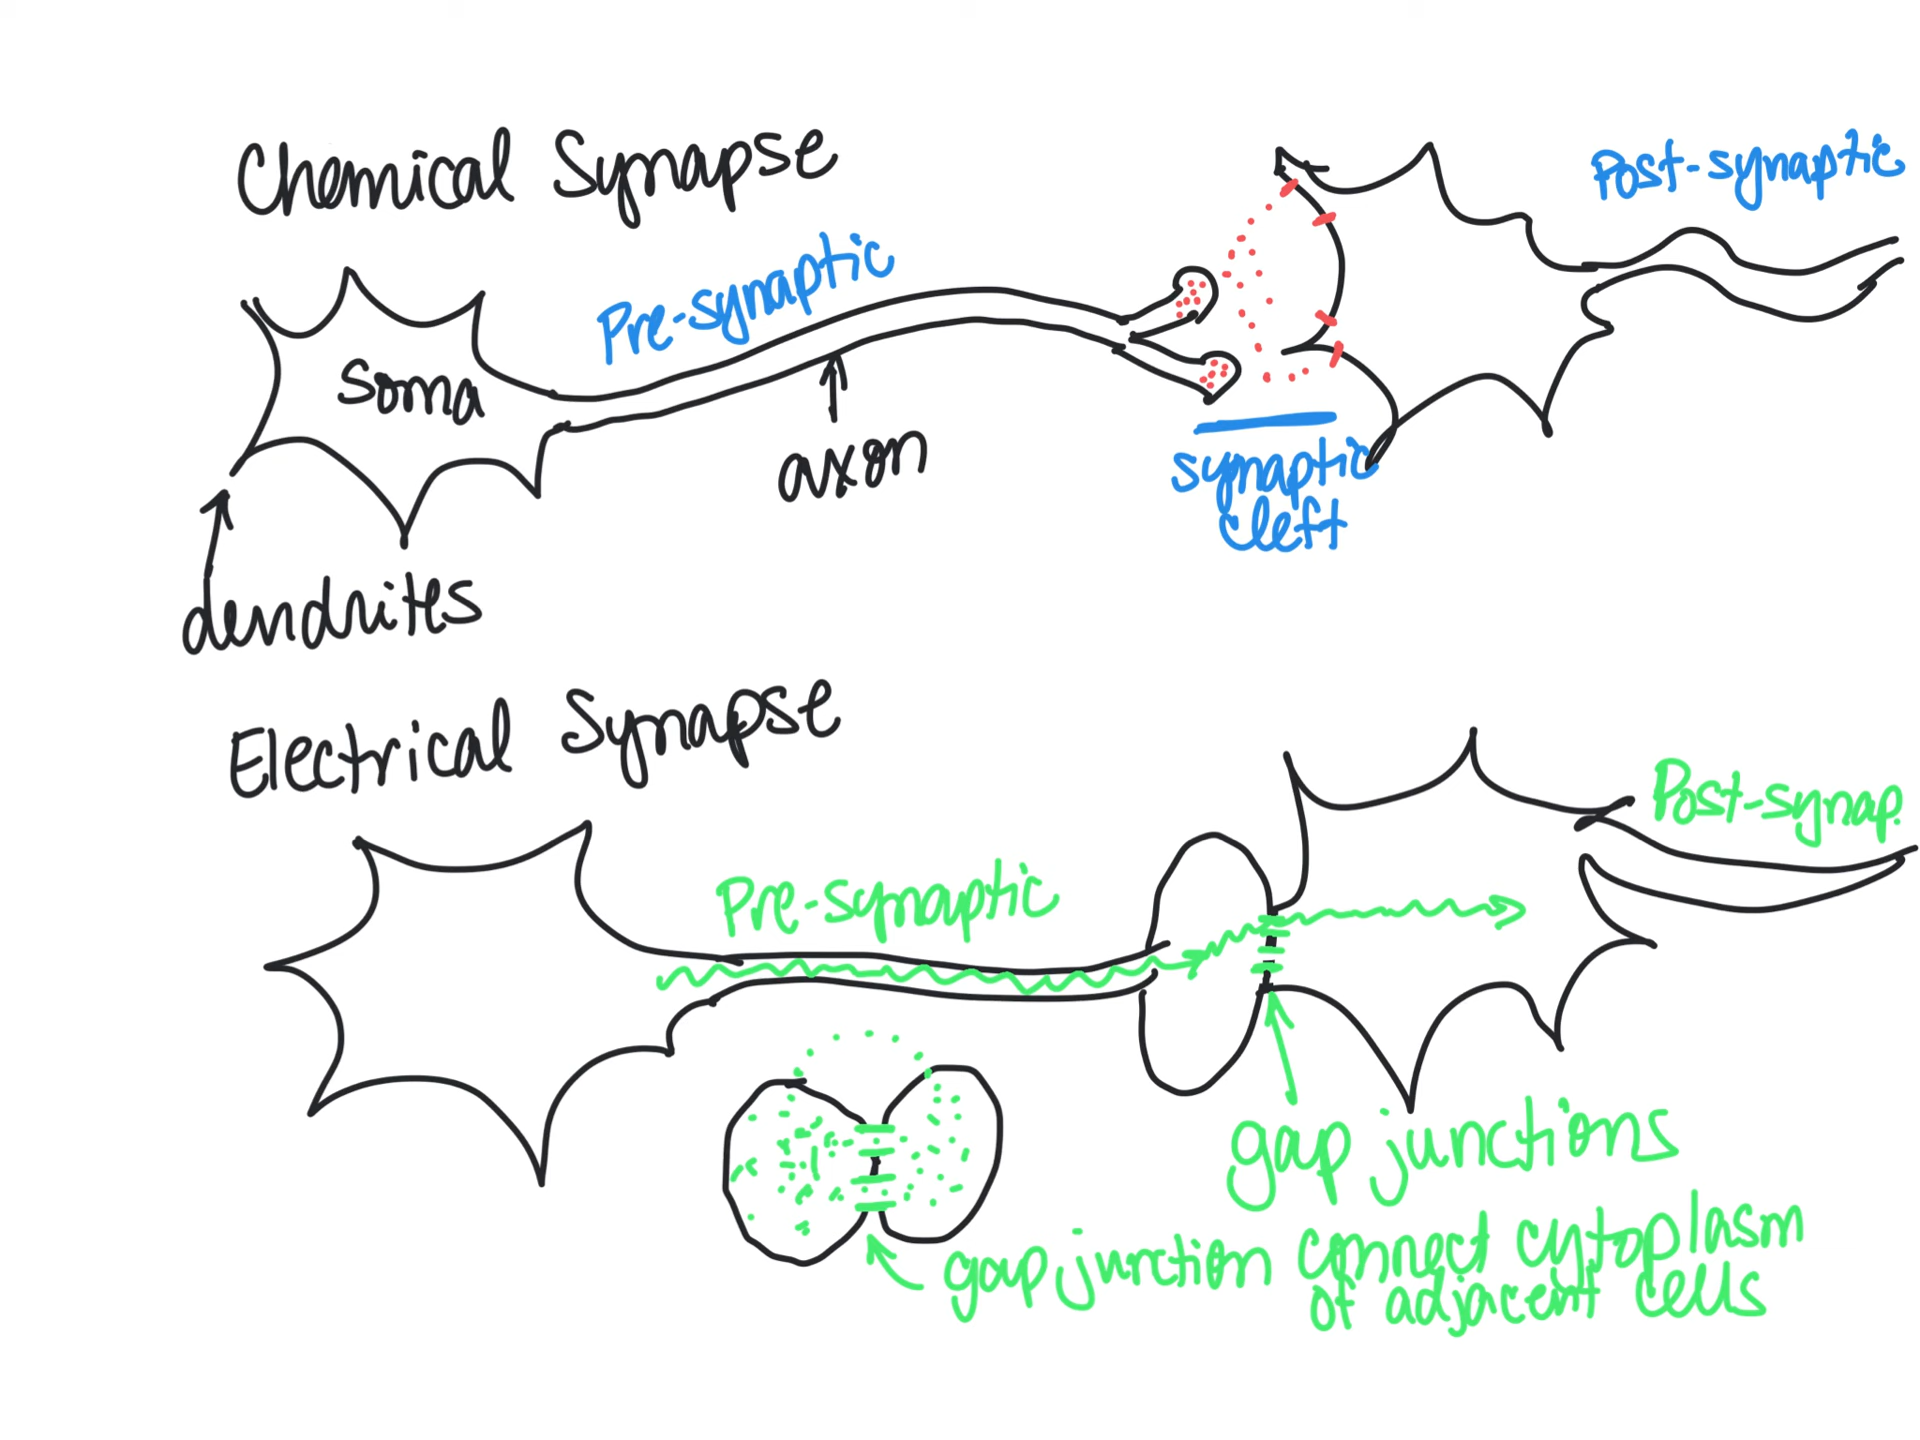 Chemical Synapse
Post-synaptic
Pre-synaptic
Soma
axon
synaptic
cleft
dendrites
Electrical Synapse
Post-synap.
Pre-synaptic
gap junctions
gap junction connect cytoplasm
of adjacent cells